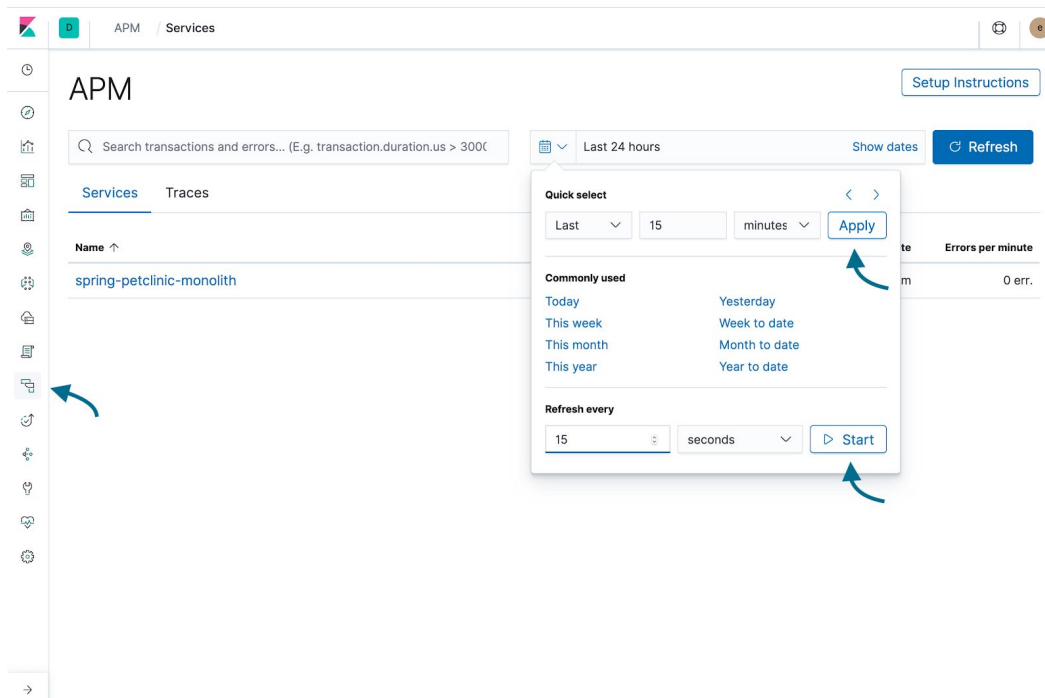 D APM / Services e
APM
Setup Instructions
Search transactions and errors... (E.g. transaction.duration.us > 300
Last 24 hours Show dates
Refresh
Services Traces
Quick select
Last 15 minutes Apply
Name ↑ te Errors per minute
Commonly used
spring-petclinic-monolith m 0 err.
Today Yesterday
This week Week to date
This month Month to date
This year Year to date
Refresh every
15 seconds Start